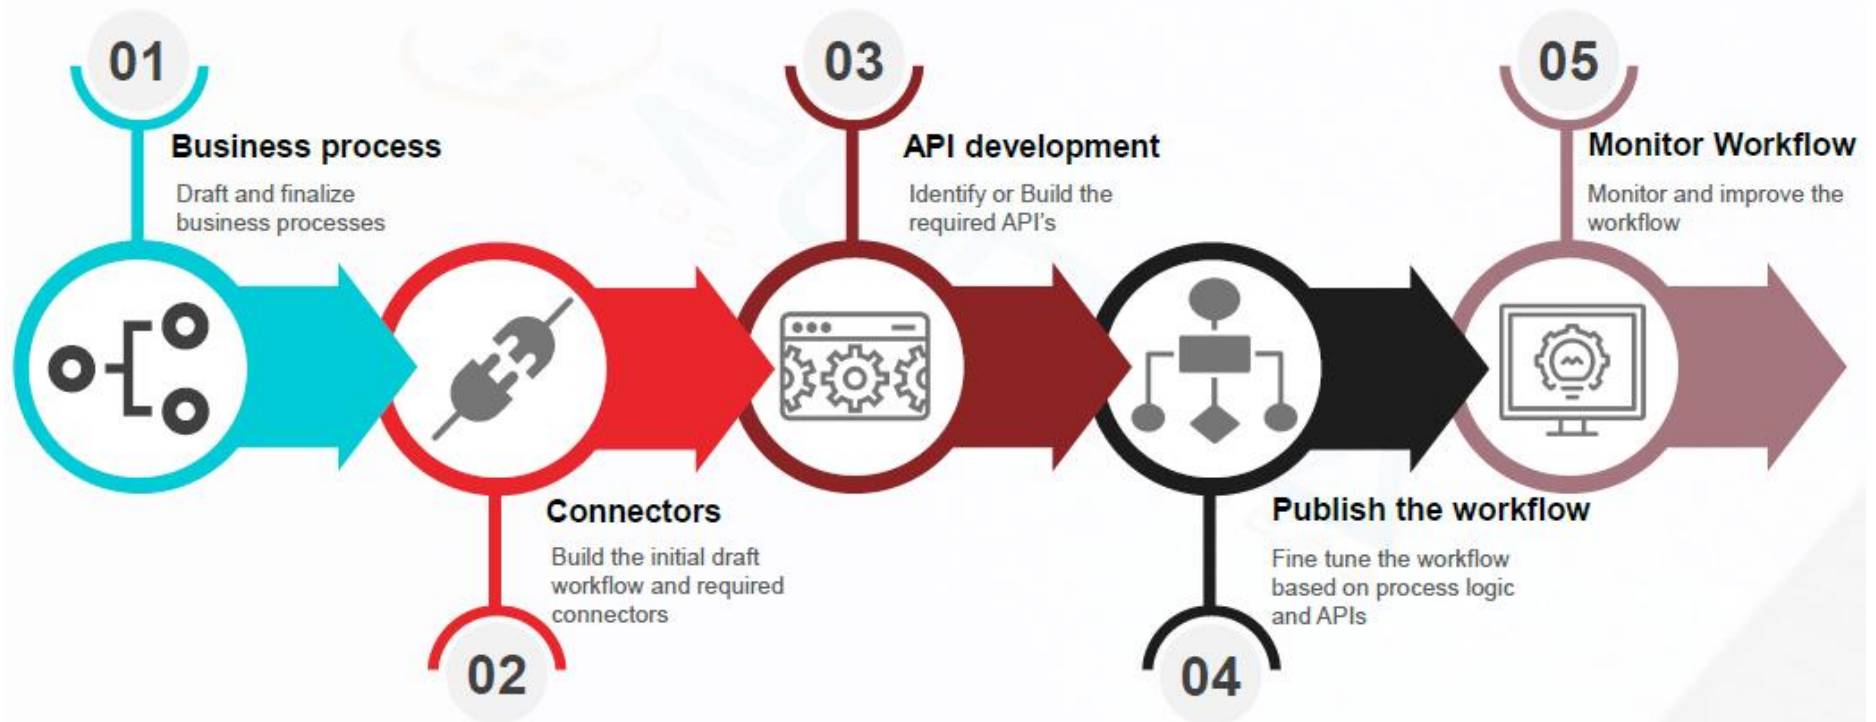 01
Business process
Draft and finalize
business processes
02
Connectors
Build the initial draft
workflow and required
connectors
03
API development
Identify or Build the
required API's
04
Publish the workflow
Fine tune the workflow
based on process logic
and APIs
05
Monitor Workflow
Monitor and improve the
workflow